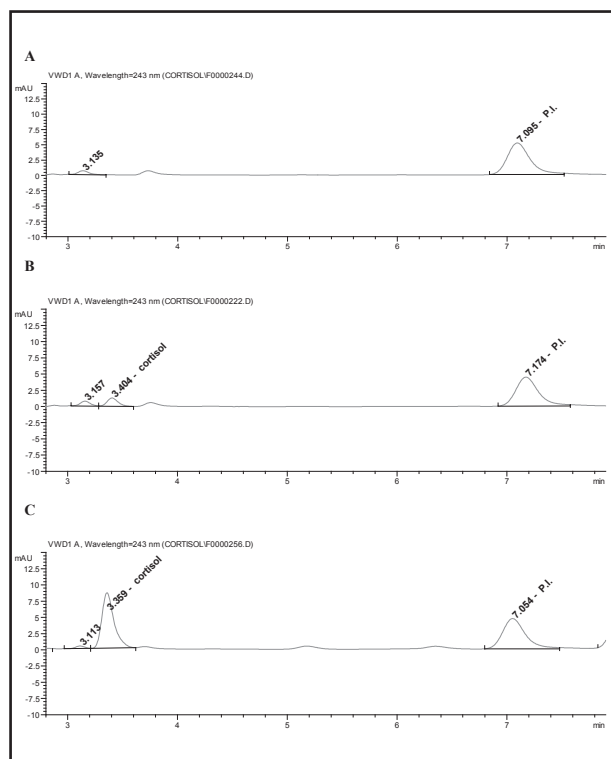 A
VWD1 A, Wavelength=243 nm (CORTISOL\F0000244.D)
mAU
12.5
10
7.5
5
2.5
0
-2.5
-5
-7.5
-10
3.135
7.095 - P.I.
3 4 5 6 7 min
B
VWD1 A, Wavelength=243 nm (CORTISOL\F0000222.D)
mAU
12.5
10
7.5
5
2.5
0
-2.5
-5
-7.5
-10
3.157
3.404 - cortisol
7.174 - P.I.
3 4 5 6 7 min
C
VWD1 A, Wavelength=243 nm (CORTISOL\F0000256.D)
mAU
12.5
10
7.5
5
2.5
0
-2.5
-5
-7.5
-10
3.113
3.359 - cortisol
7.054 - P.I.
3 4 5 6 7 min